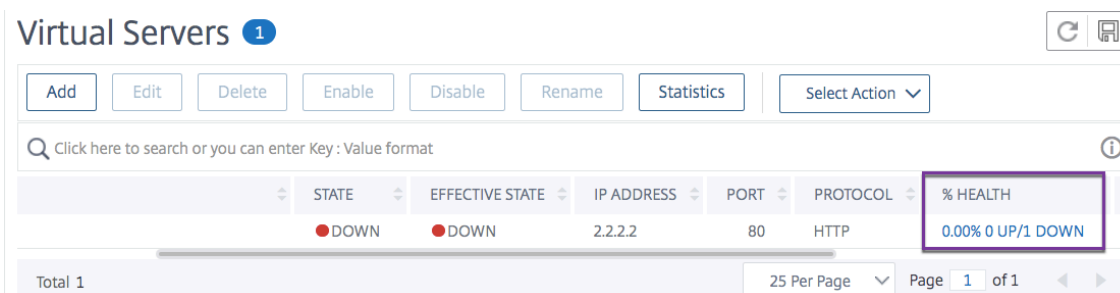 Virtual Servers 1
Add Edit Delete Enable Disable Rename Statistics Select Action
Click here to search or you can enter Key : Value format
STATE EFFECTIVE STATE IP ADDRESS PORT PROTOCOL % HEALTH
DOWN DOWN 2.2.2.2 80 HTTP 0.00% 0 UP/1 DOWN
Total 1 25 Per Page Page 1 of 1